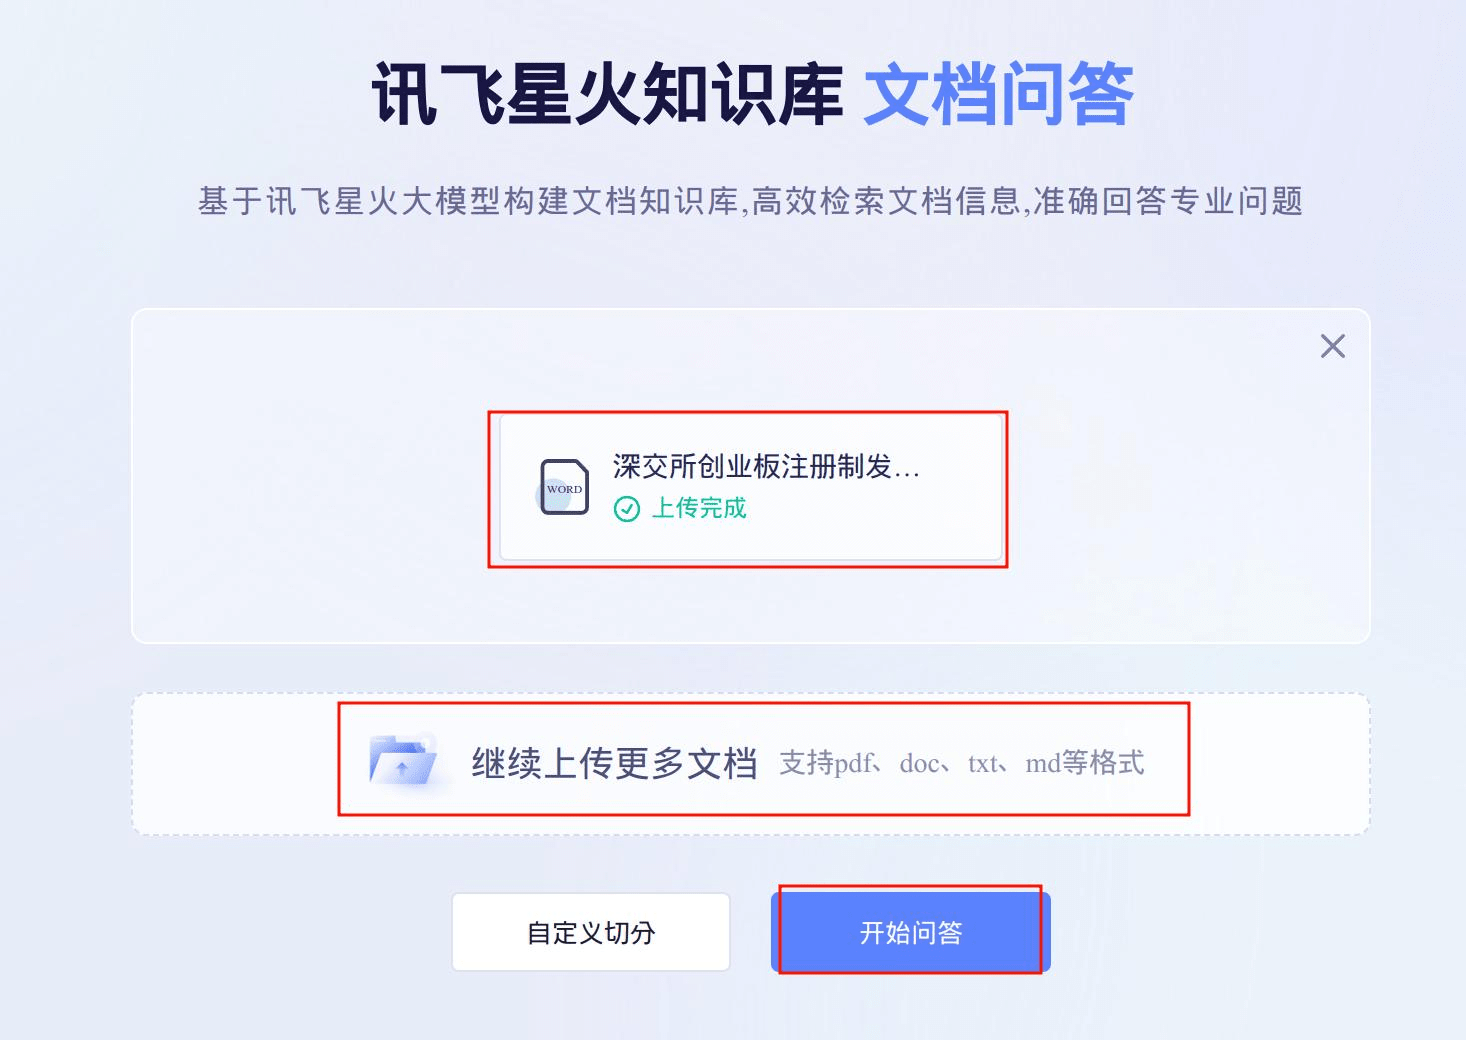 讯飞星火知识库 文档问答
基于讯飞星火大模型构建文档知识库,高效检索文档信息,准确回答专业问题
WORD
深交所创业板注册制发...
上传完成
继续上传更多文档 支持pdf、doc、txt、md等格式
自定义切分
开始问答